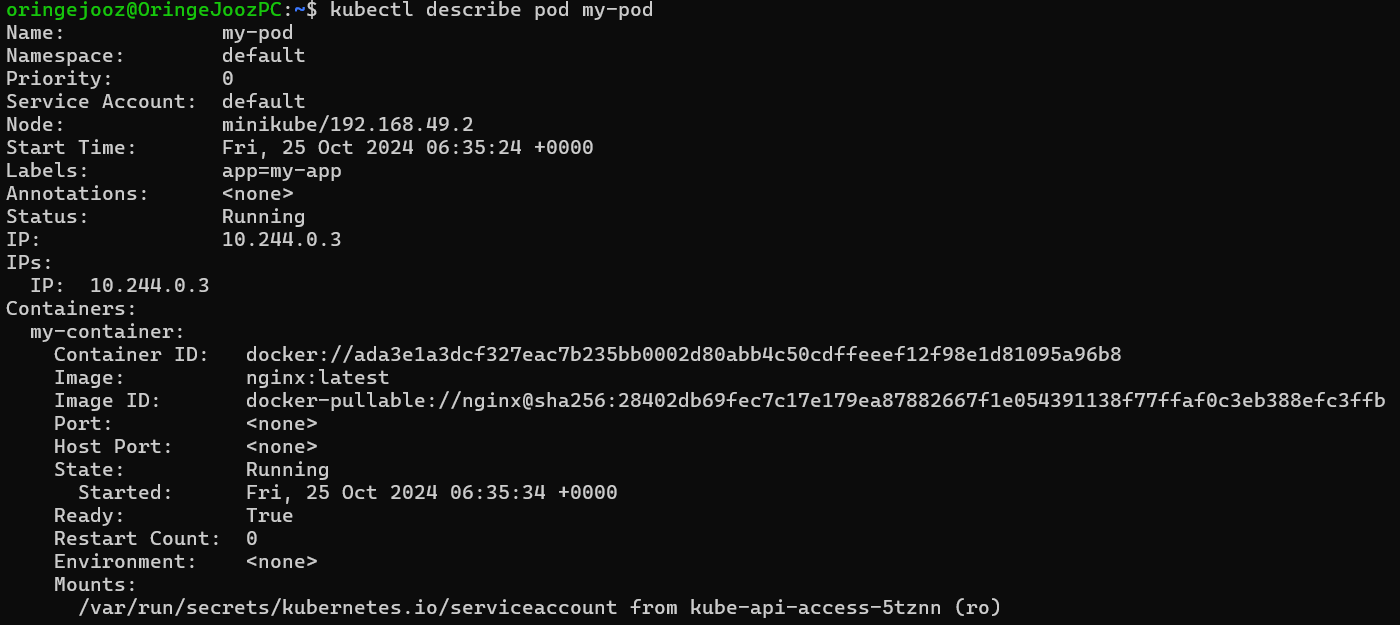 oringejooz@OringeJoozPC:~$ kubectl describe pod my-pod
Name:             my-pod
Namespace:        default
Priority:         0
Service Account:  default
Node:             minikube/192.168.49.2
Start Time:       Fri, 25 Oct 2024 06:35:24 +0000
Labels:           app=my-app
Annotations:      <none>
Status:           Running
IP:               10.244.0.3
IPs:
  IP:  10.244.0.3
Containers:
  my-container:
    Container ID:   docker://ada3e1a3dcf327eac7b235bb0002d80abb4c50cdffeeef12f98e1d81095a96b8
    Image:          nginx:latest
    Image ID:       docker-pullable://nginx@sha256:28402db69fec7c17e179ea87882667f1e054391138f77ffaf0c3eb388efc3ffb
    Port:           <none>
    Host Port:      <none>
    State:          Running
      Started:      Fri, 25 Oct 2024 06:35:34 +0000
    Ready:          True
    Restart Count:  0
    Environment:    <none>
    Mounts:
      /var/run/secrets/kubernetes.io/serviceaccount from kube-api-access-5tznn (ro)